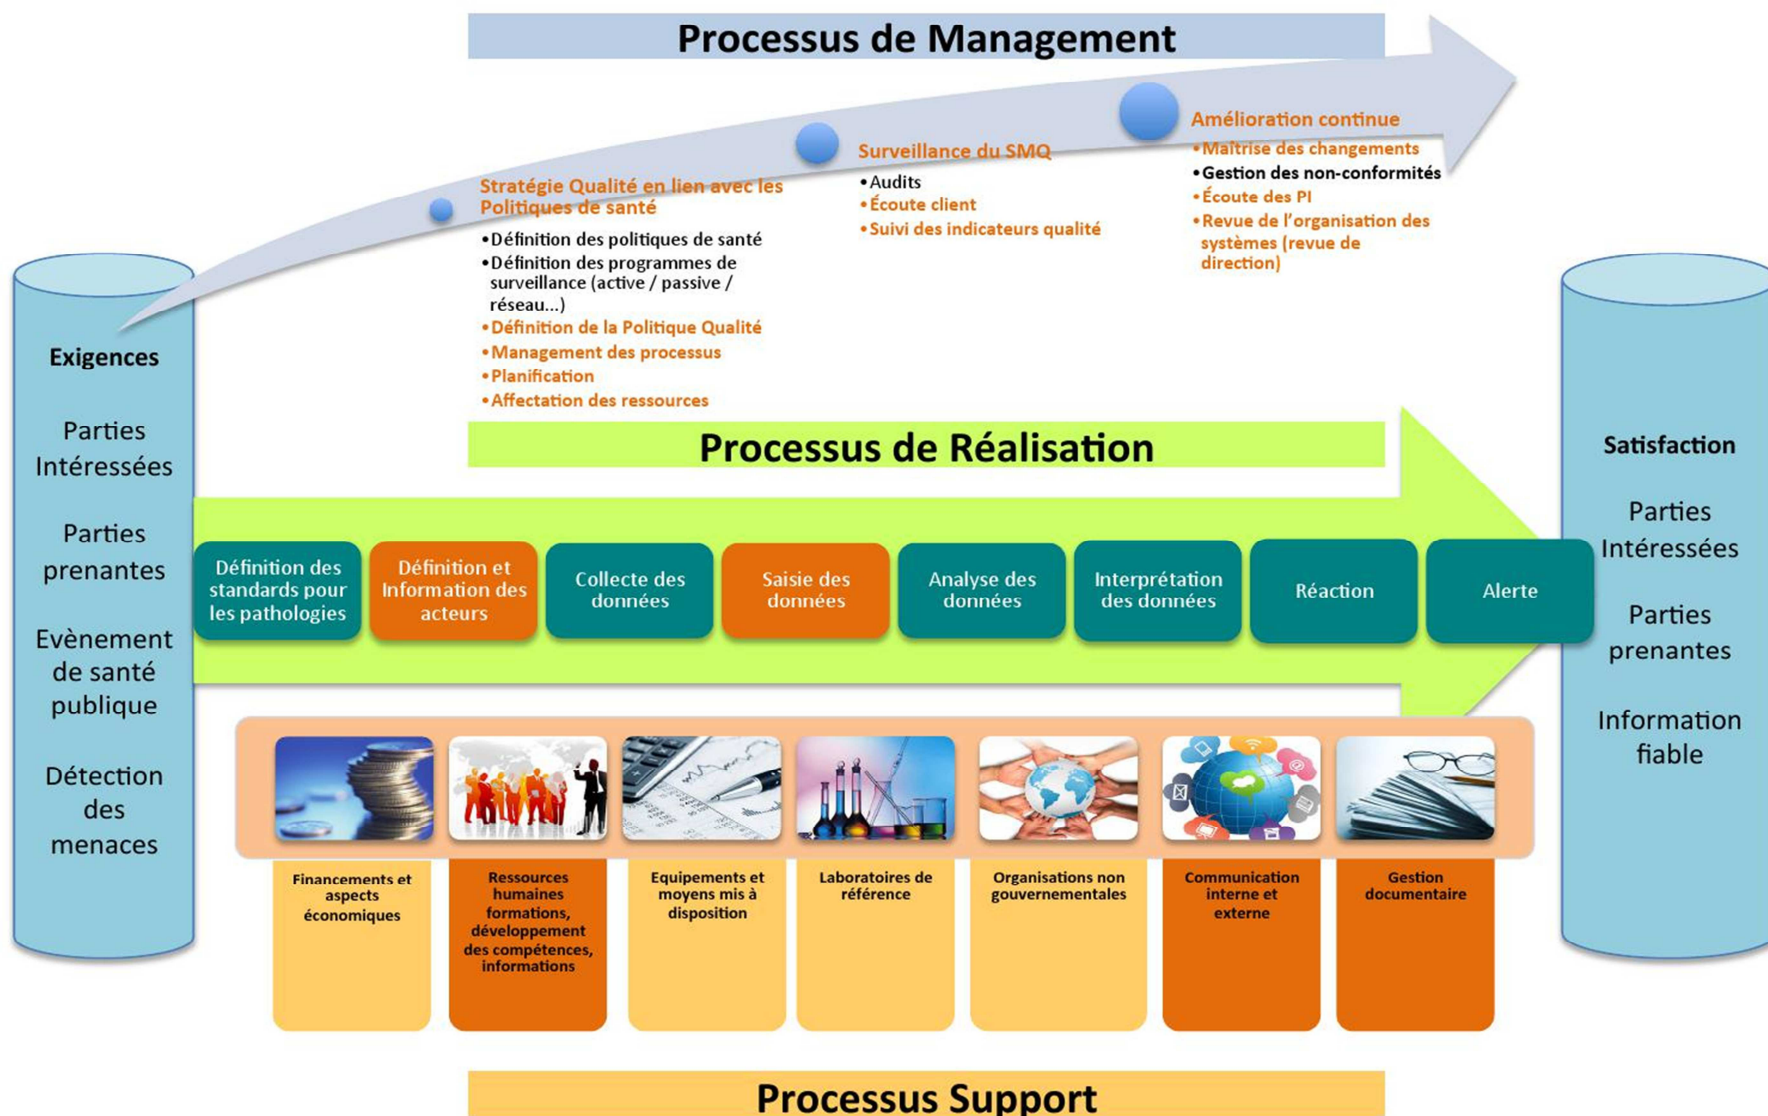 Processus de Management
Amélioration continue
•Maîtrise des changements
•Gestion des non-conformités
•Écoute des PI
•Revue de l'organisation des
systèmes (revue de
direction)
Surveillance du SMQ
•Audits
•Écoute client
•Suivi des indicateurs qualité
Stratégie Qualité en lien avec les
Politiques de santé
•Définition des politiques de santé
•Définition des programmes de
surveillance (active / passive /
réseau...)
•Définition de la Politique Qualité
•Management des processus
•Planification
•Affectation des ressources
Exigences
Parties
Intéressées
Parties
prenantes
Evènement
de santé
publique
Détection
des
menaces
Processus de Réalisation
Définition des
standards pour
les pathologies
Définition et
Information des
acteurs
Collecte des
données
Saisie des
données
Analyse des
données
Interprétation
des données
Réaction
Alerte
Satisfaction
Parties
Intéressées
Parties
prenantes
Information
fiable
Financements et
aspects
économiques
Ressources
humaines
formations,
développement
des compétences,
informations
Equipements et
moyens mis à
disposition
Laboratoires de
référence
Organisations non
gouvernementales
Communication
interne et
externe
Gestion
documentaire
Processus Support